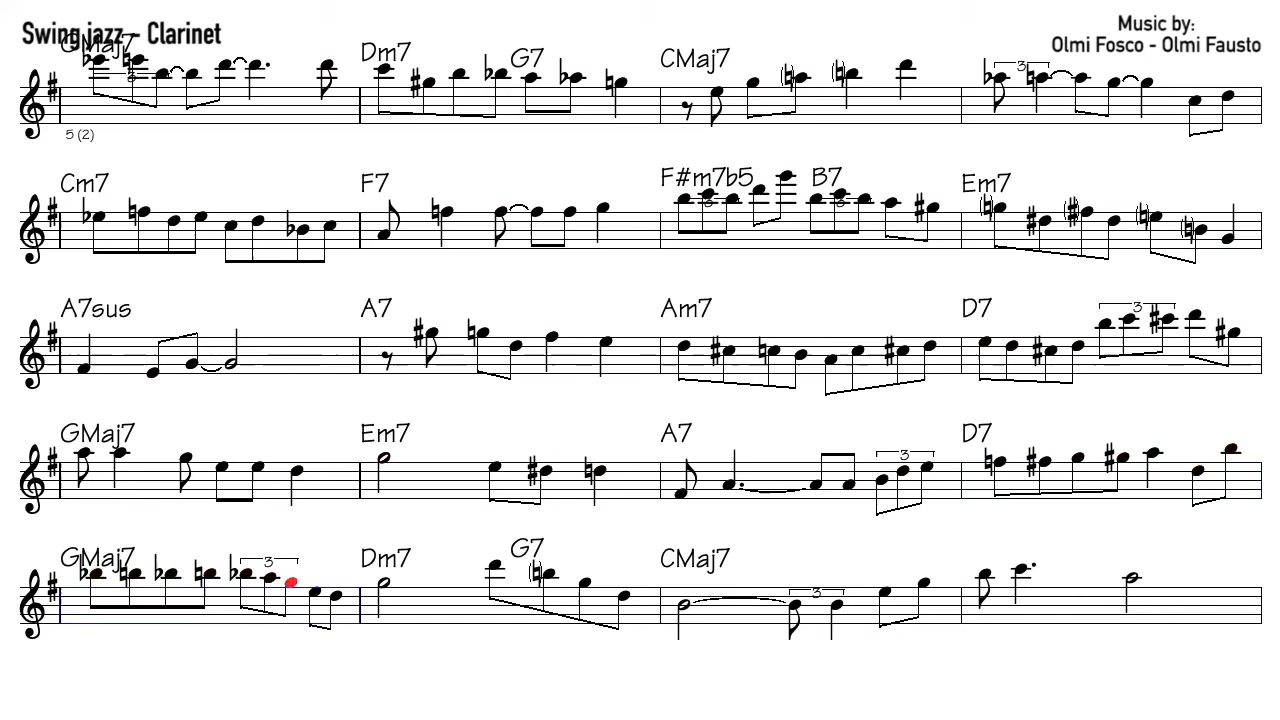 Swing jazz - Clarinet
Music by:
Olmi Fosco - Olmi Fausto
GMaj7 Dm7 G7 CMaj7
3 3
5 (2)
Cm7 F7 F#m7b5 B7 Em7
3 3
A7sus A7 Am7 D7
3
GMaj7 Em7 A7 D7
3
GMaj7 Dm7 G7 CMaj7
3 3